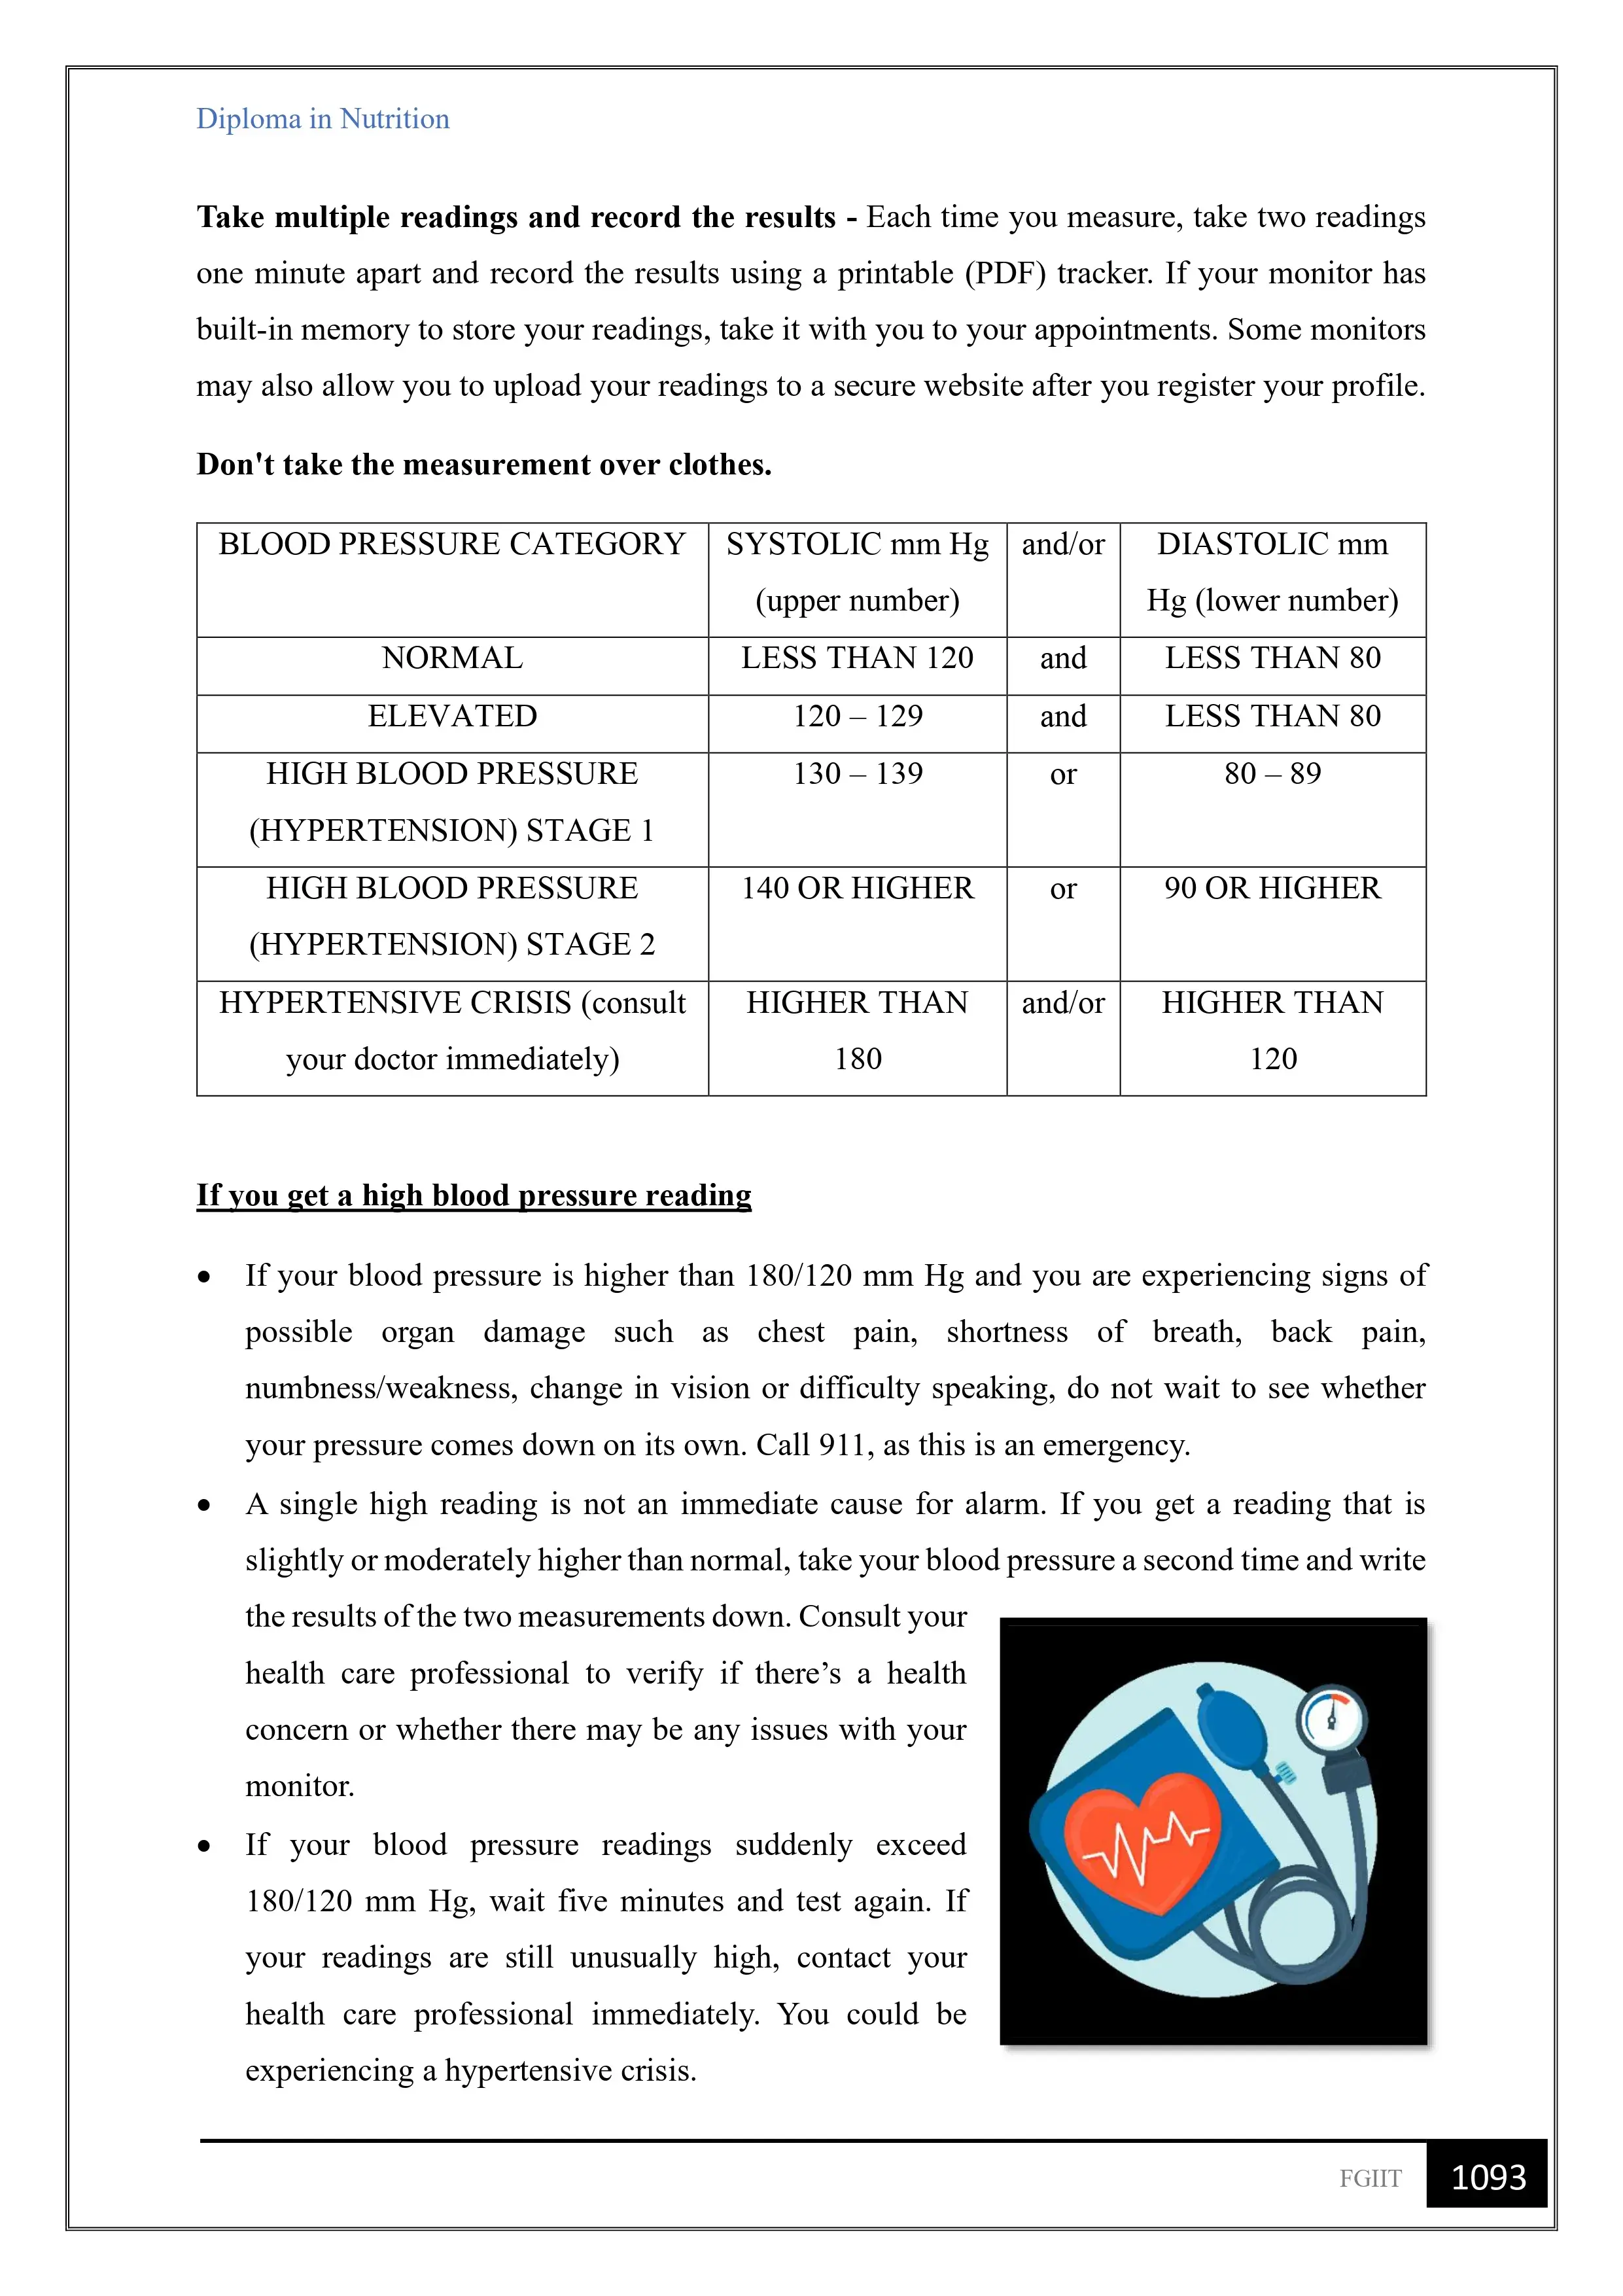 Diploma in Nutrition
Take multiple readings and record the results - Each time you measure, take two readings
one minute apart and record the results using a printable (PDF) tracker. If your monitor has
built-in memory to store your readings, take it with you to your appointments. Some monitors
may also allow you to upload your readings to a secure website after you register your profile.
Don't take the measurement over clothes.
BLOOD PRESSURE CATEGORY SYSTOLIC mm Hg and/or DIASTOLIC mm
(upper number) Hg (lower number)
NORMAL LESS THAN 120 and LESS THAN 80
ELEVATED 120 – 129 and LESS THAN 80
HIGH BLOOD PRESSURE 130 – 139 or 80 – 89
(HYPERTENSION) STAGE 1
HIGH BLOOD PRESSURE 140 OR HIGHER or 90 OR HIGHER
(HYPERTENSION) STAGE 2
HYPERTENSIVE CRISIS (consult HIGHER THAN and/or HIGHER THAN
your doctor immediately) 180 120
If you get a high blood pressure reading
• If your blood pressure is higher than 180/120 mm Hg and you are experiencing signs of
possible organ damage such as chest pain, shortness of breath, back pain,
numbness/weakness, change in vision or difficulty speaking, do not wait to see whether
your pressure comes down on its own. Call 911, as this is an emergency.
• A single high reading is not an immediate cause for alarm. If you get a reading that is
slightly or moderately higher than normal, take your blood pressure a second time and write
the results of the two measurements down. Consult your
health care professional to verify if there’s a health
concern or whether there may be any issues with your
monitor.
• If your blood pressure readings suddenly exceed
180/120 mm Hg, wait five minutes and test again. If
your readings are still unusually high, contact your
health care professional immediately. You could be
experiencing a hypertensive crisis.
FGIIT 1093